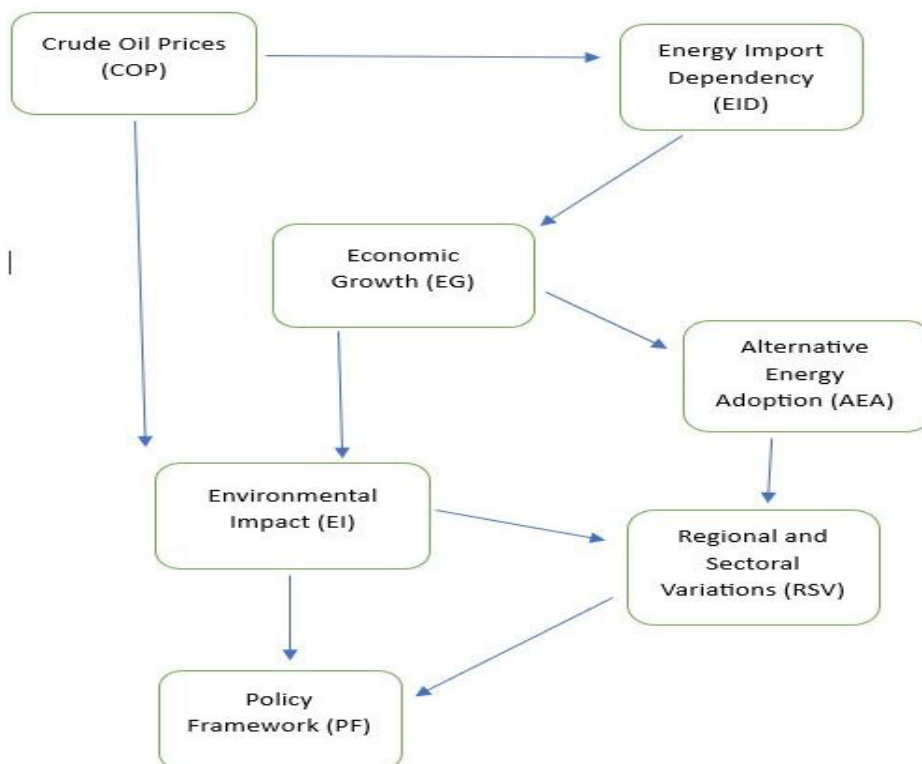 Crude Oil Prices
(COP)
Energy Import
Dependency
(EID)
Economic
Growth (EG)
Alternative
Energy
Adoption (AEA)
Environmental
Impact (EI)
Regional and
Sectoral
Variations (RSV)
Policy
Framework (PF)